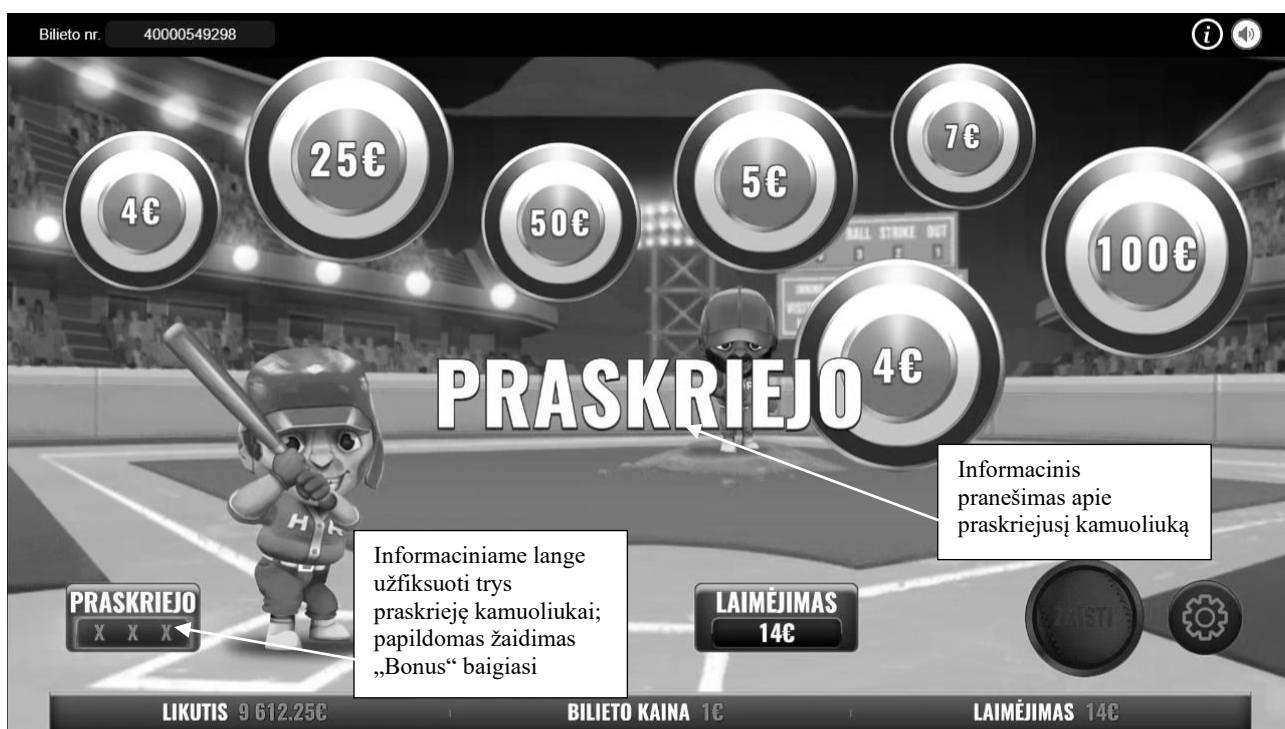 Bilieto nr. 40000549298
i
25€
7€
5€
4€
50€
100€
BALL STRIKE OUT
4€
PRASKRIEJO
Informacinis
pranešimas apie
praskriejusį kamuoliuką
H R
Informaciniame lange
užfiksuoti trys
praskrieję kamuoliukai;
papildomas žaidimas
„Bonus“ baigiasi
PRASKRIEJO
X X X
LAIMĖJIMAS
14€
ŽAISTI
LIKUTIS 9 612.25€ BILIETO KAINA 1€ LAIMĖJIMAS 14€